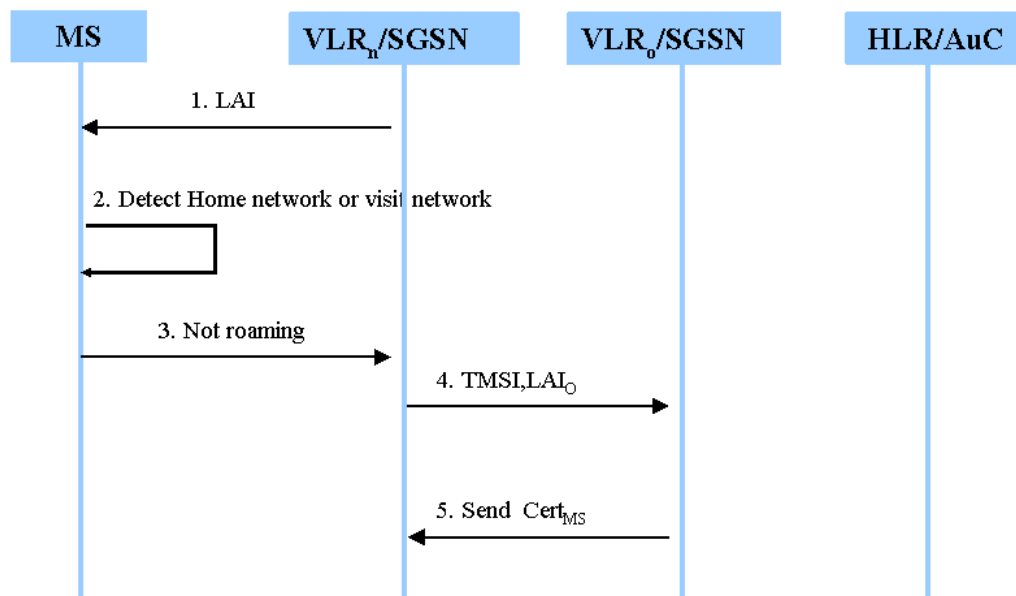 MS
VLRn/SGSN
VLRo/SGSN
HLR/AuC
1. LAI
2. Detect Home network or visit network
3. Not roaming
4. TMSI,LAIO
5. Send CertMS